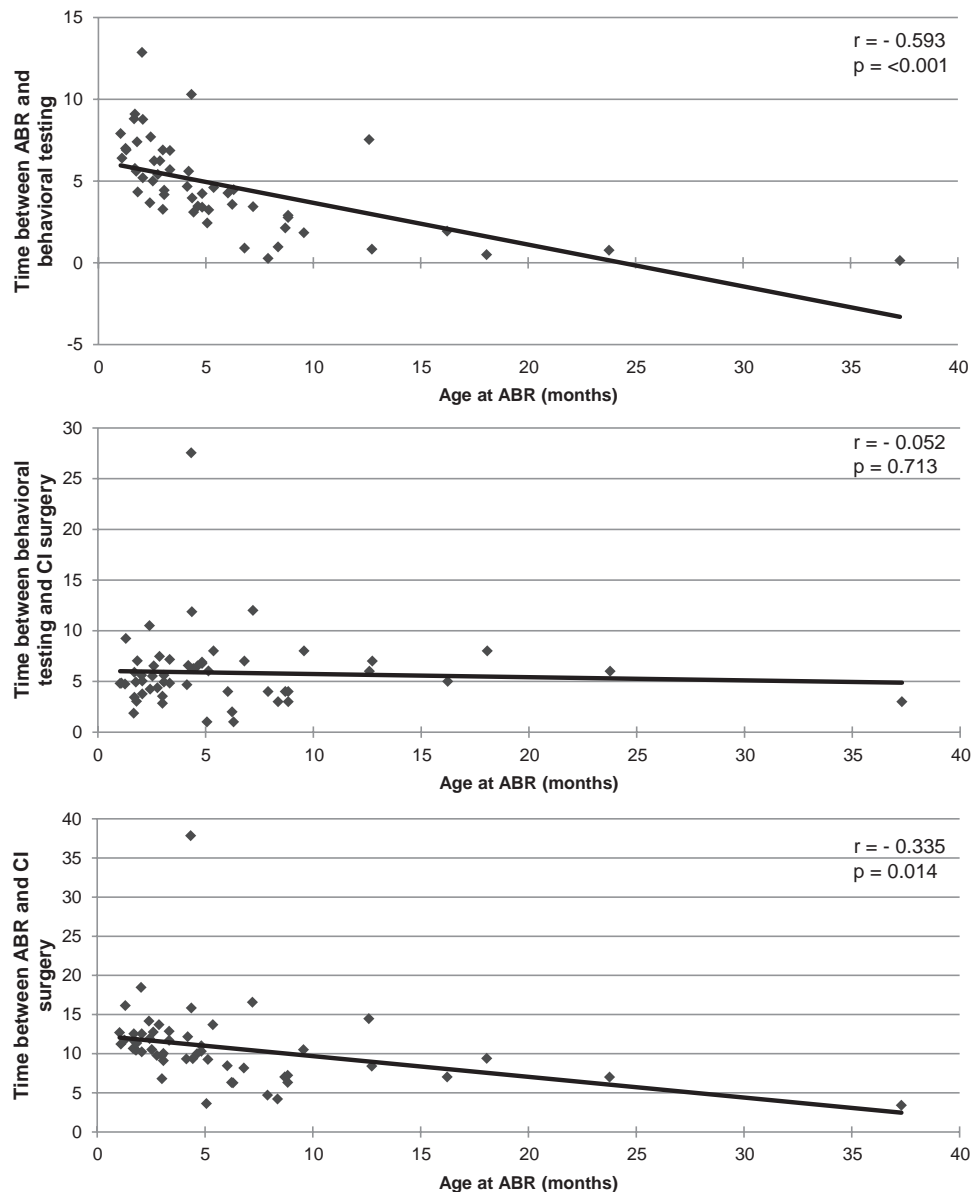 15
10
5
0
-5
Time between ABR and
behavioral testing
r = - 0.593
p = <0.001
0 5 10 15 20 25 30 35 40
Age at ABR (months)
30
25
20
15
10
5
0
Time between behavioral
testing and CI surgery
r = - 0.052
p = 0.713
0 5 10 15 20 25 30 35 40
Age at ABR (months)
40
35
30
25
20
15
10
5
0
Time between ABR and CI
surgery
r = - 0.335
p = 0.014
0 5 10 15 20 25 30 35 40
Age at ABR (months)